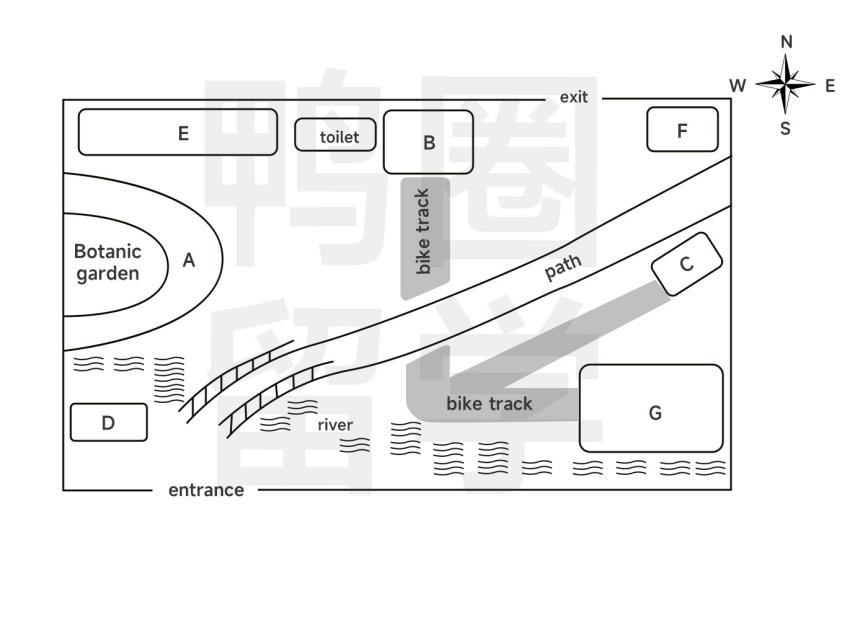 N
W E
S
exit
E
toilet
B
F
bike track
Botanic
garden
A
path
C
bike track
D
G
river
entrance
鸭圈
留学